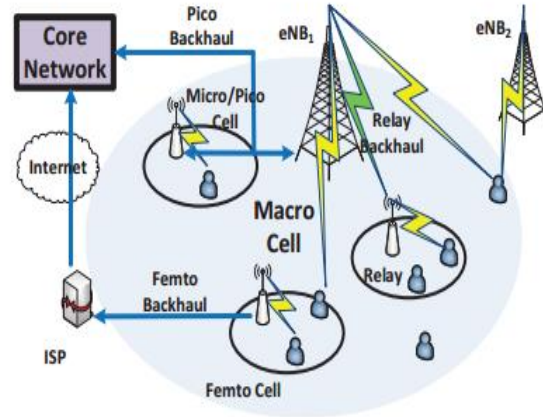 Pico
Backhaul
eNB1
eNB2
Core
Network
Micro/Pico
Cell
Relay
Backhaul
Internet
Macro
Cell
Femto
Backhaul
Relay
ISP
Femto Cell